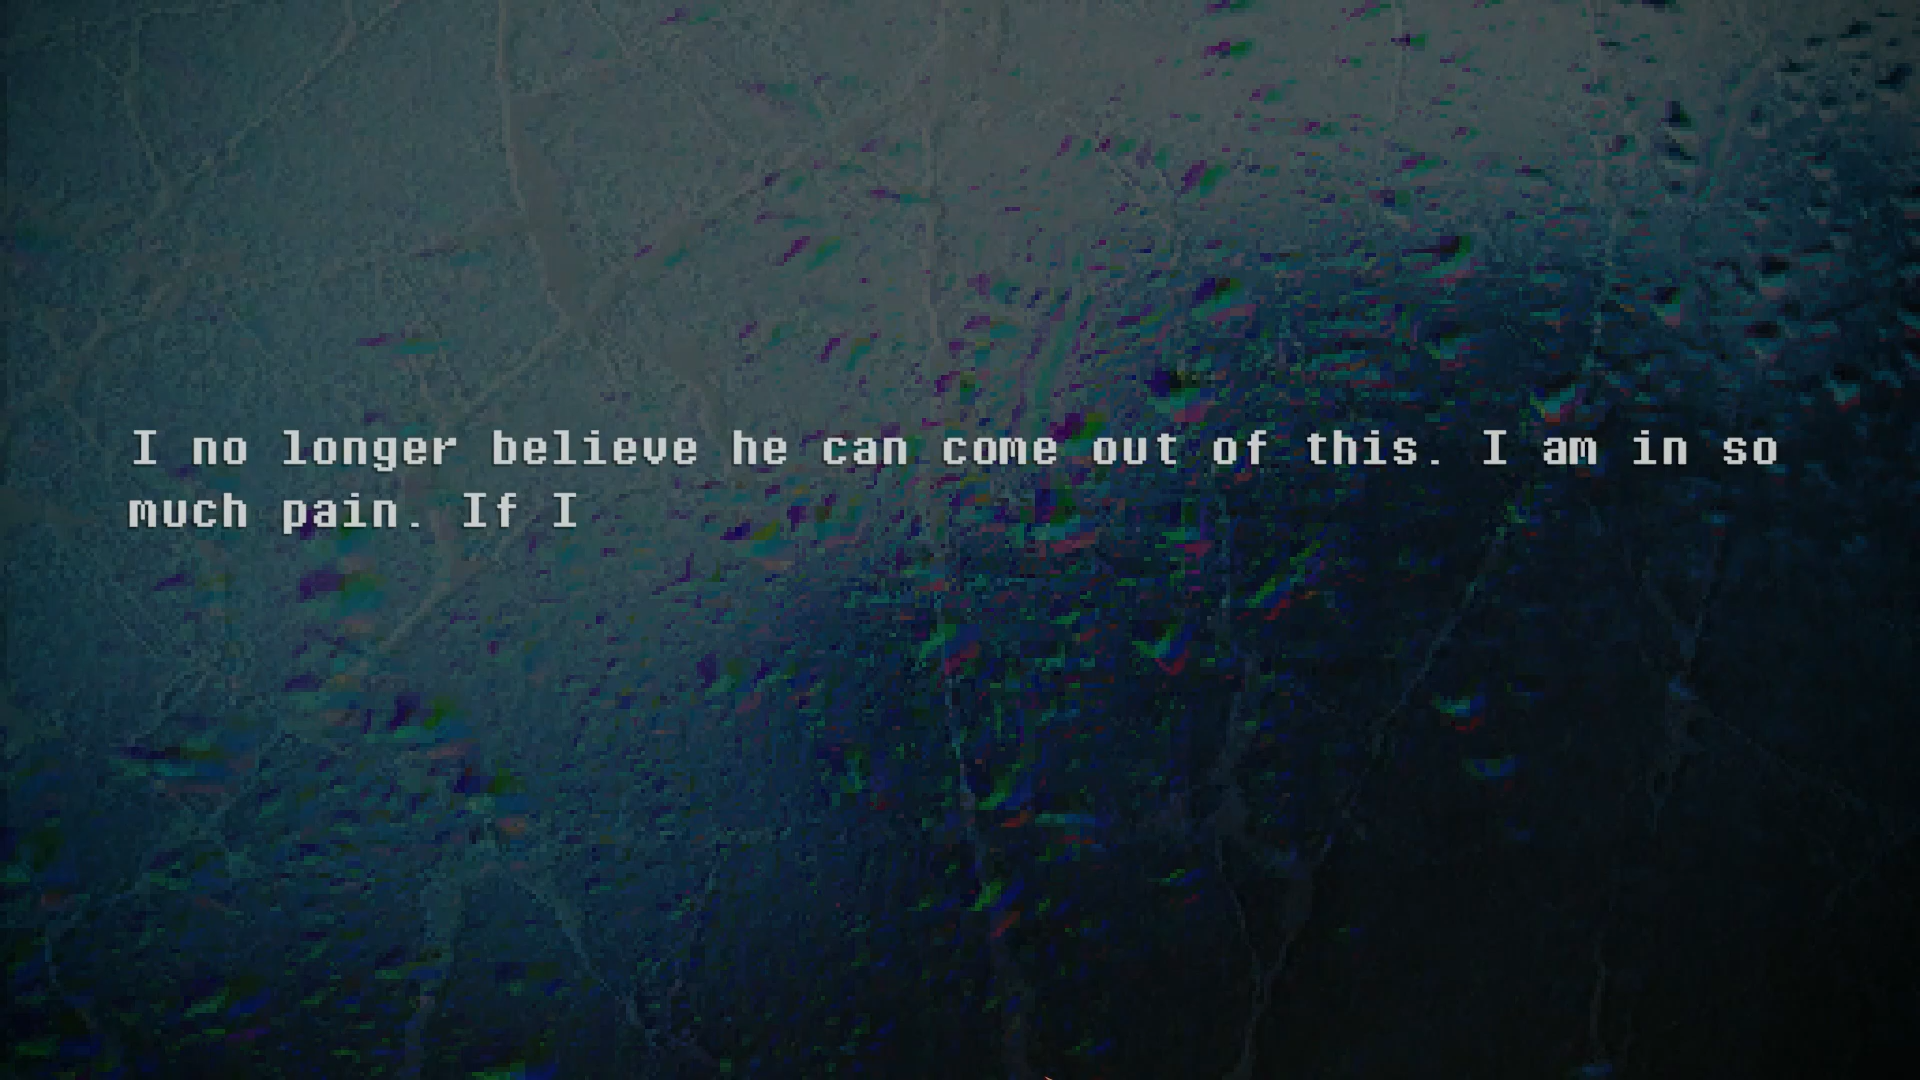 I no longer believe he can come out of this. I am in so
much pain. If I